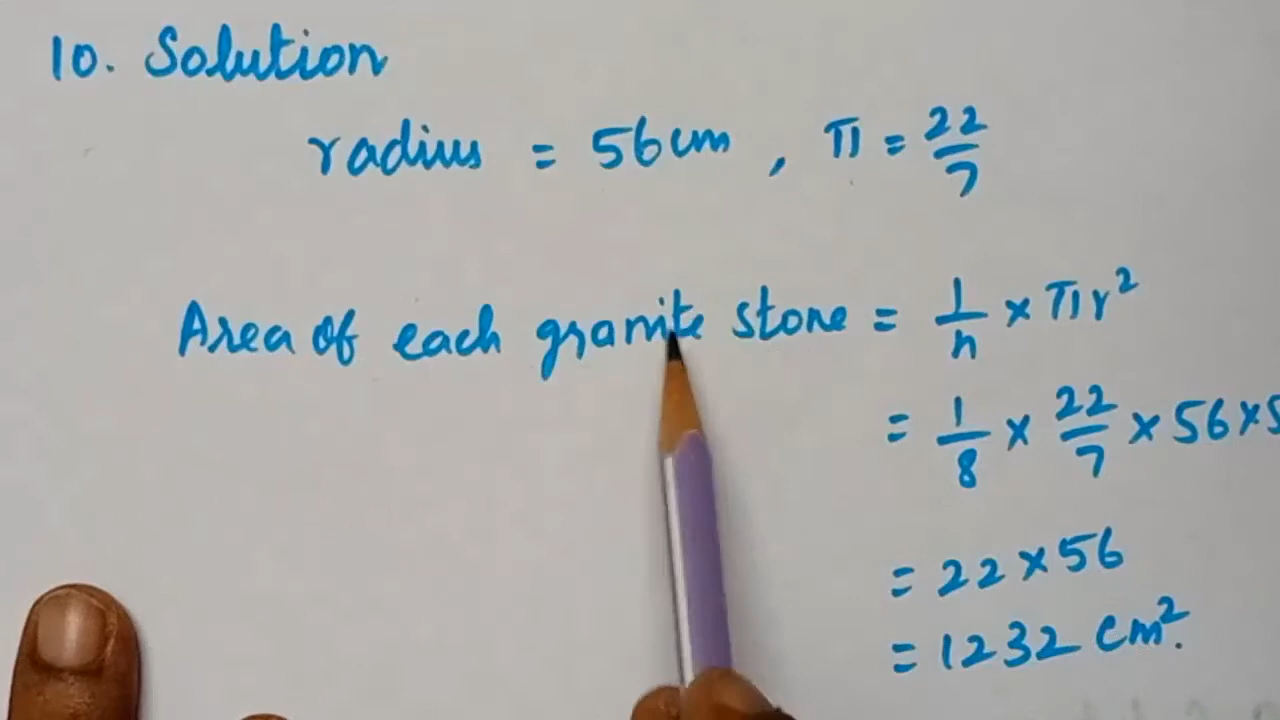 10. Solution
radius = 56cm, π = 22/7
Area of each granite stone = 1/n × πr²
= 1/8 × 22/7 × 56 × 5
= 22 × 56
= 1232 cm².